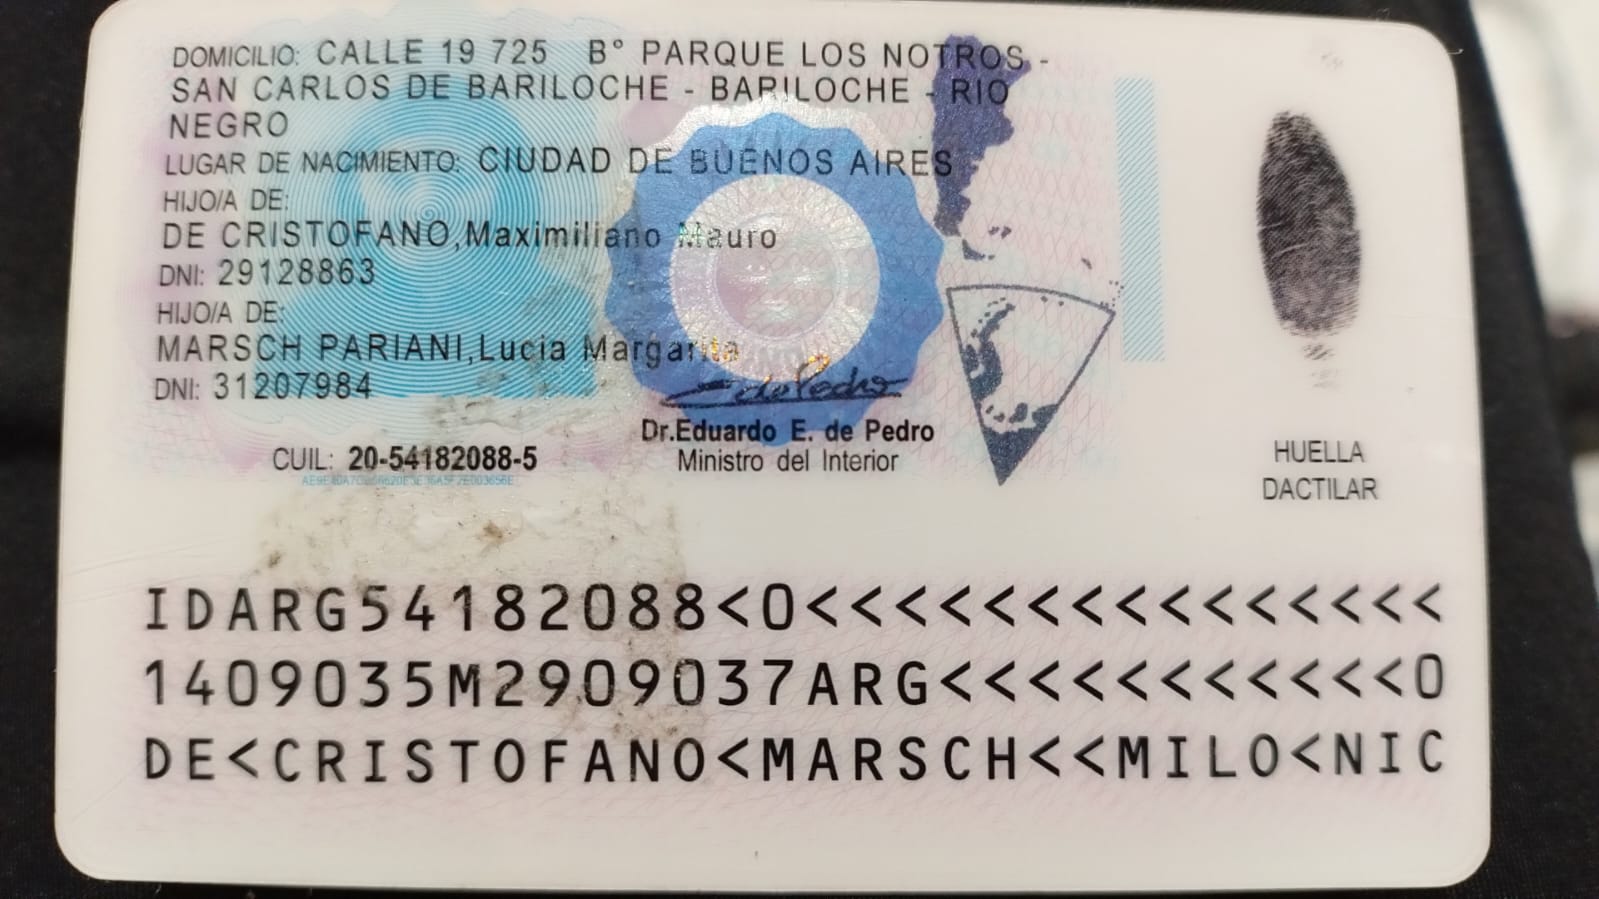 DOMICILIO: CALLE 19 725 B° PARQUE LOS NOTROS -
SAN CARLOS DE BARILOCHE - BARILOCHE - RIO
NEGRO
LUGAR DE NACIMIENTO: CIUDAD DE BUENOS AIRES
HIJO/A DE:
DE CRISTOFANO,Maximiliano Mauro
DNI: 29128863
HIJO/A DE:
MARSCH PARIANI,Lucia Margarita
DNI: 31207984
CUIL: 20-54182088-5
Dr.Eduardo E. de Pedro
Ministro del Interior
HUELLA
DACTILAR
IDARG54182088<0<<<<<<<<<<<<<<<
1409035M2909037ARG<<<<<<<<<<<0
DE<CRISTOFANO<MARSCH<<MILO<NIC